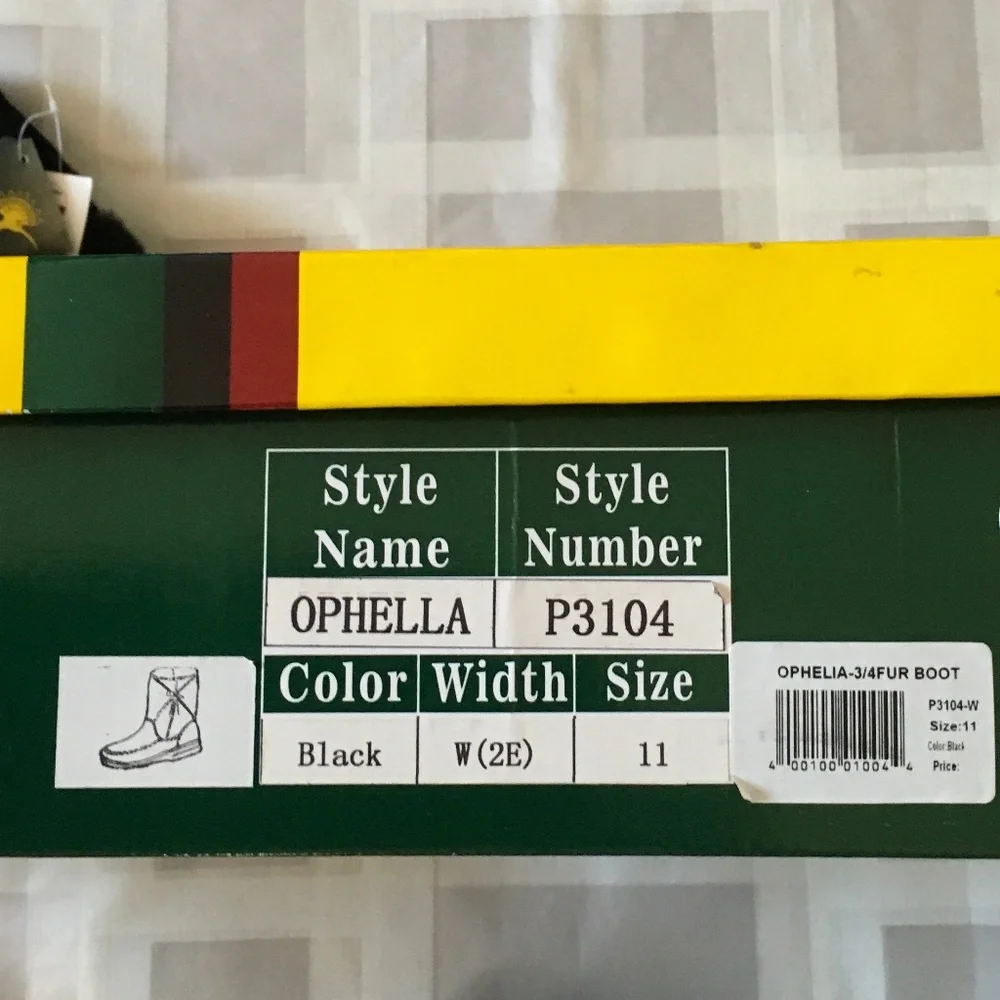 Style Name
Style Number
OPHELLA
P3104
Color
Width
Size
Black
W(2E)
11
OPHELIA-3/4FUR BOOT
P3104-W
Size:11
Color:Black
Price:
4 00100 01004 4